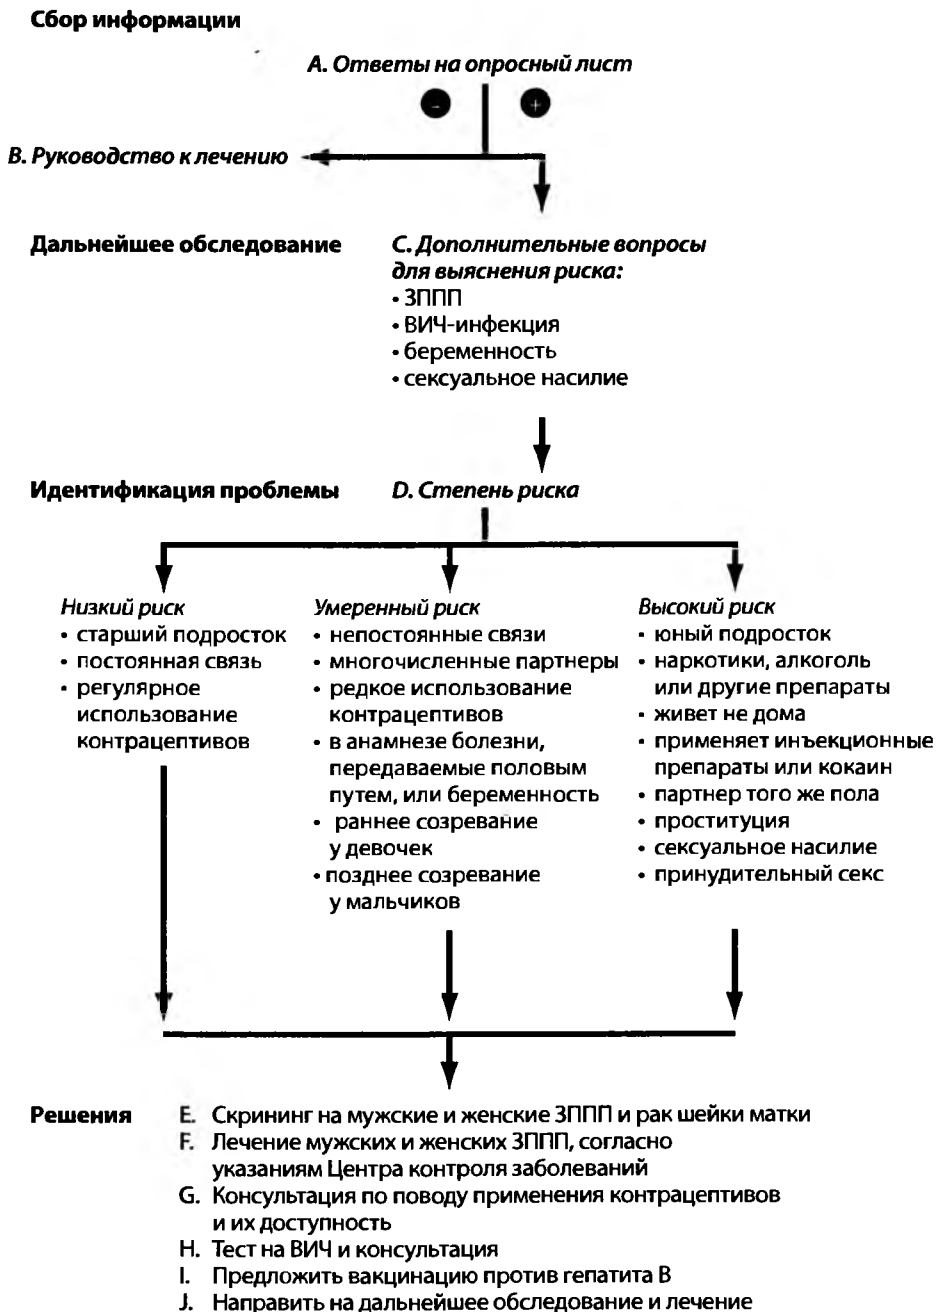 Сбор информации
А. Ответы на опросный лист
- +
В. Руководство к лечению
Дальнейшее обследование
С. Дополнительные вопросы
для выяснения риска:
• ЗППП
• ВИЧ-инфекция
• беременность
• сексуальное насилие
Идентификация проблемы
D. Степень риска
Низкий риск
• старший подросток
• постоянная связь
• регулярное
использование
контрацептивов
Умеренный риск
• непостоянные связи
• многочисленные партнеры
• редкое использование
контрацептивов
• в анамнезе болезни,
передаваемые половым
путем, или беременность
• раннее созревание
у девочек
• позднее созревание
у мальчиков
Высокий риск
• юный подросток
• наркотики, алкоголь
или другие препараты
• живет не дома
• применяет инъекционные
препараты или кокаин
• партнер того же пола
• проституция
• сексуальное насилие
• принудительный секс
Решения
E. Скрининг на мужские и женские ЗППП и рак шейки матки
F. Лечение мужских и женских ЗППП, согласно
указаниям Центра контроля заболеваний
G. Консультация по поводу применения контрацептивов
и их доступность
H. Тест на ВИЧ и консультация
I. Предложить вакцинацию против гепатита В
J. Направить на дальнейшее обследование и лечение